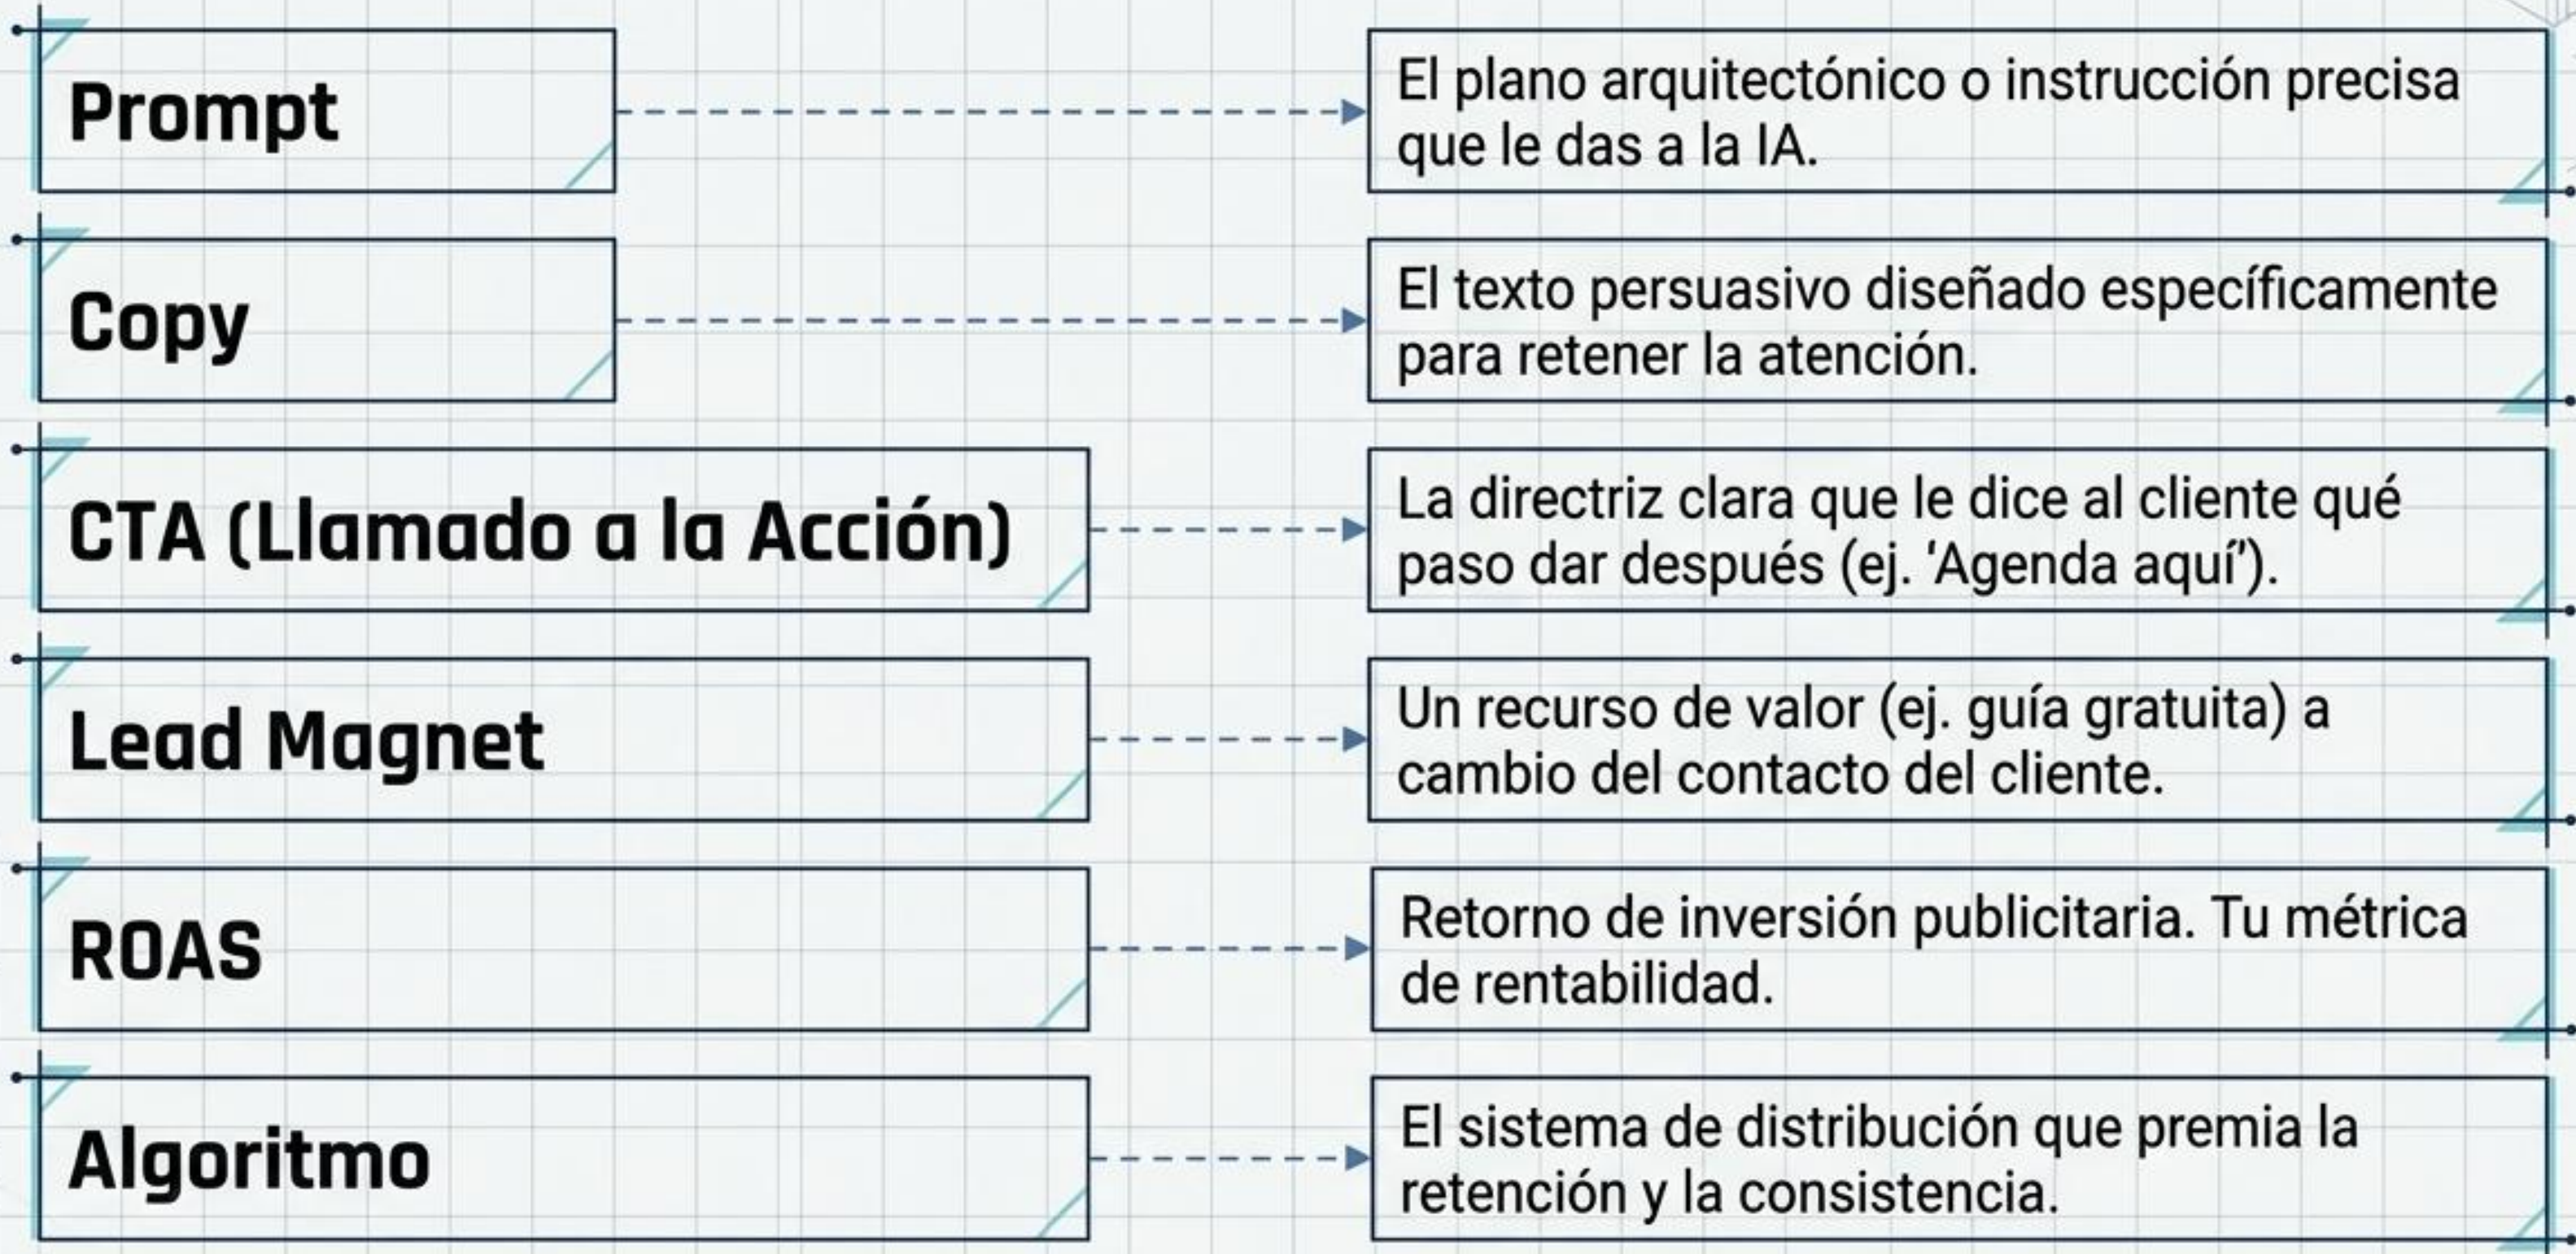 Prompt
El plano arquitectónico o instrucción precisa
que le das a la IA.
Copy
El texto persuasivo diseñado específicamente
para retener la atención.
CTA (Llamado a la Acción)
La directriz clara que le dice al cliente qué
paso dar después (ej. 'Agenda aquí').
Lead Magnet
Un recurso de valor (ej. guía gratuita) a
cambio del contacto del cliente.
ROAS
Retorno de inversión publicitaria. Tu métrica
de rentabilidad.
Algoritmo
El sistema de distribución que premia la
retención y la consistencia.